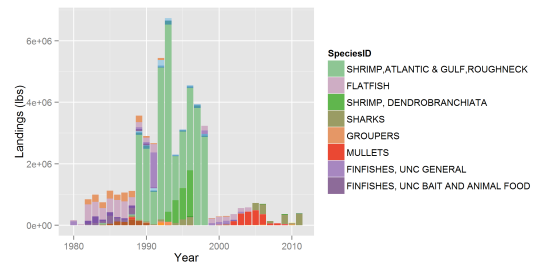 6e+06
4e+06
2e+06
0e+00
Landings (lbs)
1980
1990
2000
2010
Year
SpeciesID
SHRIMP,ATLANTIC & GULF,ROUGHNECK
FLATFISH
SHRIMP, DENDROBRANCHIATA
SHARKS
GROUPERS
MULLETS
FINFISHES, UNC GENERAL
FINFISHES, UNC BAIT AND ANIMAL FOOD